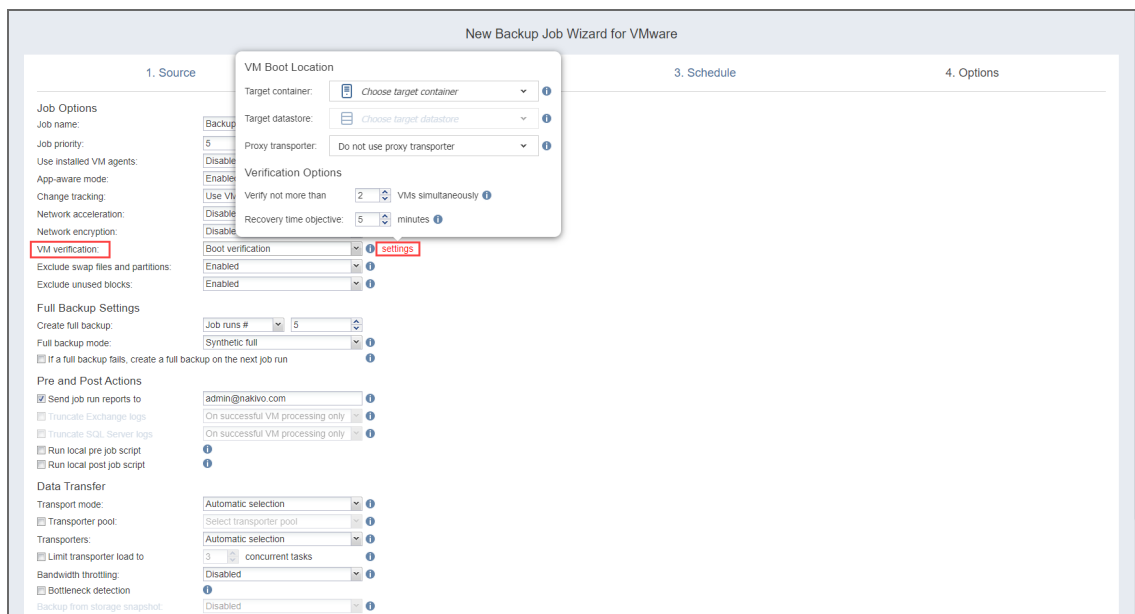 New Backup Job Wizard for VMware
1. Source
3. Schedule
4. Options
VM Boot Location
Target container: Choose target container
Target datastore: Choose target datastore
Proxy transporter: Do not use proxy transporter
Verification Options
Verify not more than 2 VMs simultaneously
Recovery time objective: 5 minutes
Job Options
Job name: Backup
Job priority: 5
Use installed VM agents: Disable
App-aware mode: Enable
Change tracking: Use VM
Network acceleration: Disable
Network encryption: Disable
VM verification: Boot verification settings
Exclude swap files and partitions: Enabled
Exclude unused blocks: Enabled
Full Backup Settings
Create full backup: Job runs # 5
Full backup mode: Synthetic full
If a full backup fails, create a full backup on the next job run
Pre and Post Actions
Send job run reports to admin@nakivo.com
Truncate Exchange logs On successful VM processing only
Truncate SQL Server logs On successful VM processing only
Run local pre job script
Run local post job script
Data Transfer
Transport mode: Automatic selection
Transporter pool: Select transporter pool
Transporters: Automatic selection
Limit transporter load to 3 concurrent tasks
Bandwidth throttling: Disabled
Bottleneck detection
Backup from storage snapshot: Disabled